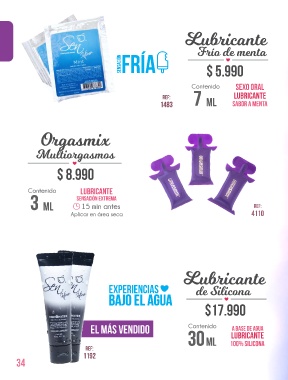 Sen
SENSACIÓN
FRÍA
REF:
1483
Lubricante
Fría de menta
$ 5.990
Contenido
7 ML
SEXO ORAL
LUBRICANTE
SABOR A MENTA
Orgasmix
Multiorgasmos
$ 8.990
Contenido
3 ML
LUBRICANTE
SENSACIÓN EXTREMA
15 min antes
Aplicar en área seca
REF:
4110
Sen
EXPERIENCIAS
BAJO EL AGUA
EL MÁS VENDIDO
REF:
1192
Lubricante
de Silicona
$17.990
Contenido
30 ML
A BASE DE AGUA
LUBRICANTE
100% SILICONA
34